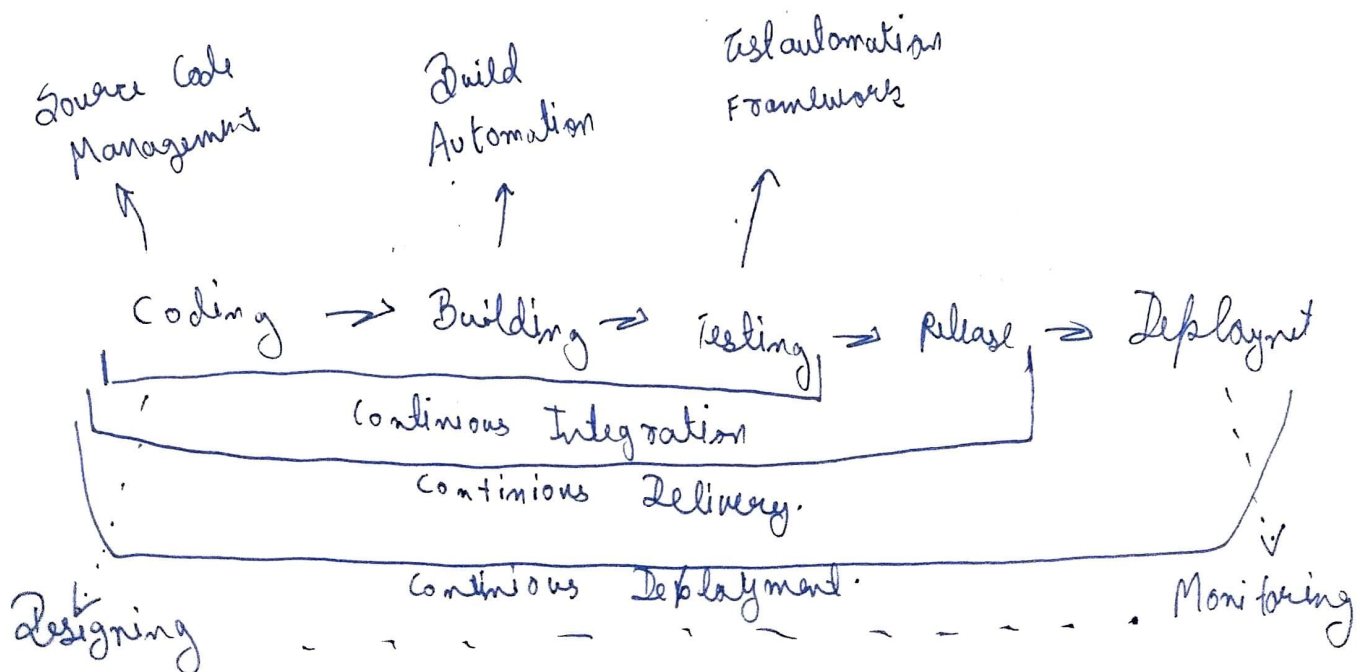 Source Code
Management
Build
Automation
Testautomation
Framework
Coding → Building → Testing → Release → Deploynet
Continious Integration
Continious Delivery.
Continious Deployment.
Designing
Monitoring